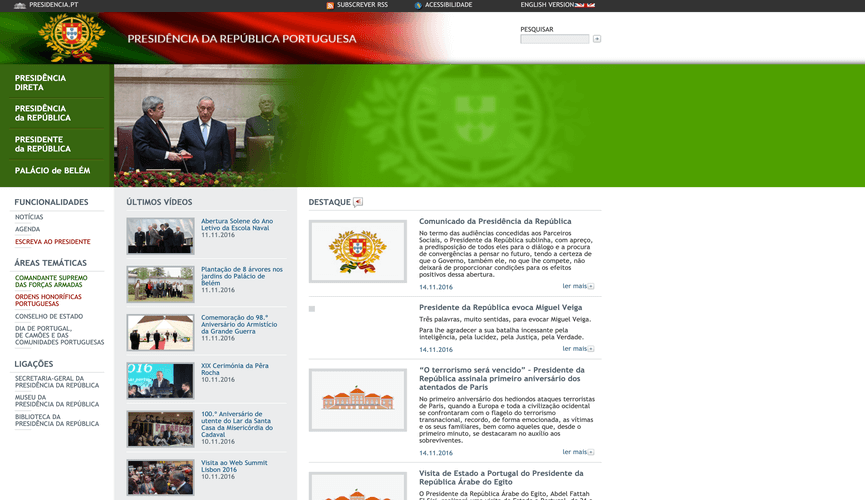 PRESIDENCIA.PT
SUBSCREVER RSS
ACESSIBILIDADE
ENGLISH VERSION
PRESIDÊNCIA DA REPÚBLICA PORTUGUESA
PESQUISAR
PRESIDÊNCIA
DIRETA
PRESIDÊNCIA
da REPÚBLICA
PRESIDENTE
da REPÚBLICA
PALÁCIO de BELÉM
FUNCIONALIDADES
NOTÍCIAS
AGENDA
ESCREVA AO PRESIDENTE
ÁREAS TEMÁTICAS
COMANDANTE SUPREMO
DAS FORÇAS ARMADAS
ORDENS HONORÍFICAS
PORTUGUESAS
CONSELHO DE ESTADO
DIA DE PORTUGAL,
DE CAMÕES E DAS
COMUNIDADES PORTUGUESAS
LIGAÇÕES
SECRETARIA-GERAL DA
PRESIDÊNCIA DA REPÚBLICA
MUSEU DA
PRESIDÊNCIA DA REPÚBLICA
BIBLIOTECA DA
PRESIDÊNCIA DA REPÚBLICA
ÚLTIMOS VÍDEOS
Abertura Solene do Ano
Letivo da Escola Naval
11.11.2016
Plantação de 8 árvores nos
jardins do Palácio de
Belém
11.11.2016
Comemoração do 98.º
Aniversário do Armistício
da Grande Guerra
11.11.2016
XIX Cerimónia da Pêra
Rocha
10.11.2016
100.º Aniversário de
utente do Lar da Santa
Casa da Misericórdia do
Cadaval
10.11.2016
Visita ao Web Summit
Lisbon 2016
10.11.2016
DESTAQUE
Comunicado da Presidência da República
No termo das audiências concedidas aos Parceiros
Sociais, o Presidente da República sublinha, com apreço,
a predisposição de todos eles para o diálogo e a procura
de convergências a pensar no futuro, tendo a certeza de
que o Governo, também ele, no que lhe compete, não
deixará de proporcionar condições para os efeitos
positivos dessa abertura.
14.11.2016
ler mais
Presidente da República evoca Miguel Veiga
Três palavras, muito sentidas, para evocar Miguel Veiga.
Para lhe agradecer a sua batalha incessante pela
inteligência, pela lucidez, pela Justiça, pela Verdade.
14.11.2016
ler mais
“O terrorismo será vencido” - Presidente da
República assinala primeiro aniversário dos
atentados de Paris
No primeiro aniversário dos hediondos ataques terroristas
de Paris, quando a Europa e toda a civilização ocidental
se confrontaram com o flagelo do terrorismo
transnacional, recordo, de forma emocionada, as vítimas
e os seus familiares, bem como aqueles que, desde o
primeiro minuto, se destacaram no auxílio aos
sobreviventes.
14.11.2016
ler mais
Visita de Estado a Portugal do Presidente da
República Árabe do Egito
O Presidente da República Árabe do Egito, Abdel Fattah